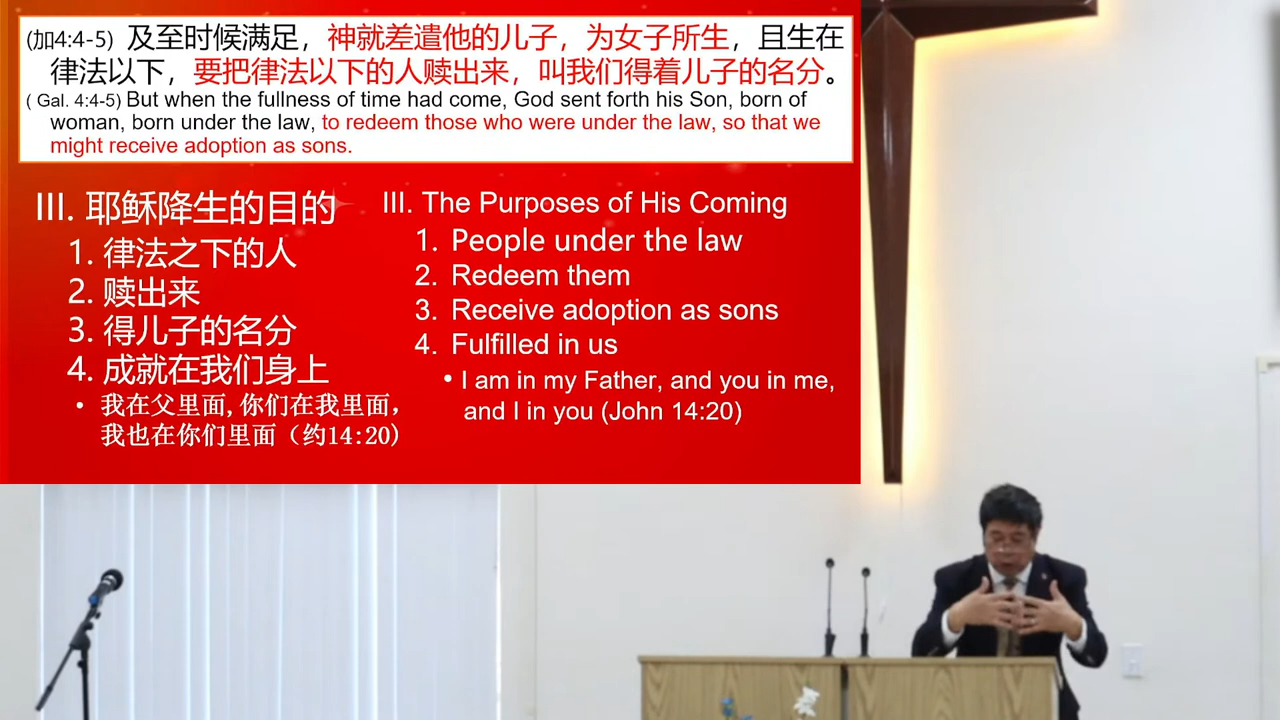 (加4:4-5) 及至时候满足，神就差遣他的儿子，为女子所生，且生在
律法以下，要把律法以下的人赎出来，叫我们得着儿子的名分。
( Gal. 4:4-5) But when the fullness of time had come, God sent forth his Son, born of
woman, born under the law, to redeem those who were under the law, so that we
might receive adoption as sons.
III. 耶稣降生的目的
1. 律法之下的人
2. 赎出来
3. 得儿子的名分
4. 成就在我们身上
• 我在父里面,你们在我里面，
我也在你们里面（约14:20)
III. The Purposes of His Coming
1. People under the law
2. Redeem them
3. Receive adoption as sons
4. Fulfilled in us
• I am in my Father, and you in me,
and I in you (John 14:20)